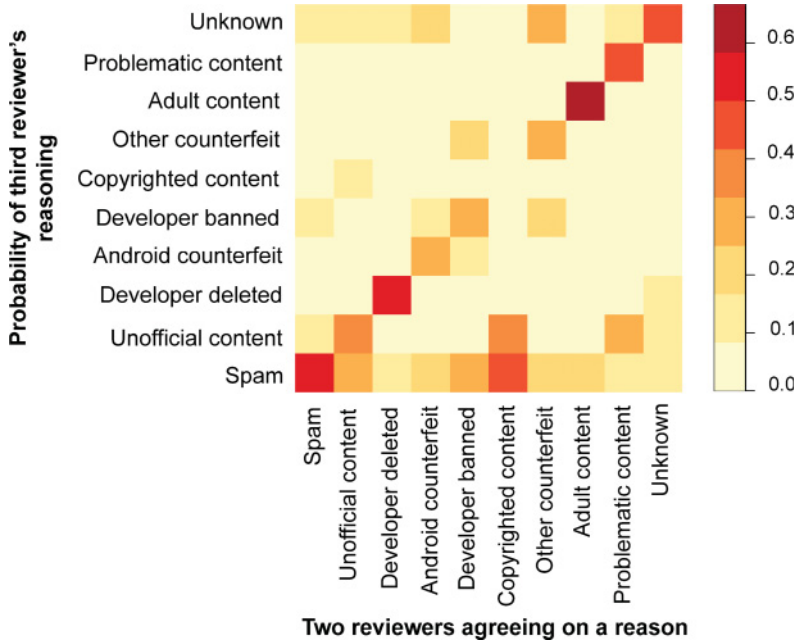 Probability of third reviewer's
reasoning
Unknown
Problematic content
Adult content
Other counterfeit
Copyrighted content
Developer banned
Android counterfeit
Developer deleted
Unofficial content
Spam
0.6
0.5
0.4
0.3
0.2
0.1
0.0
Spam
Unofficial content
Developer deleted
Android counterfeit
Developer banned
Copyrighted content
Other counterfeit
Adult content
Problematic content
Unknown
Two reviewers agreeing on a reason